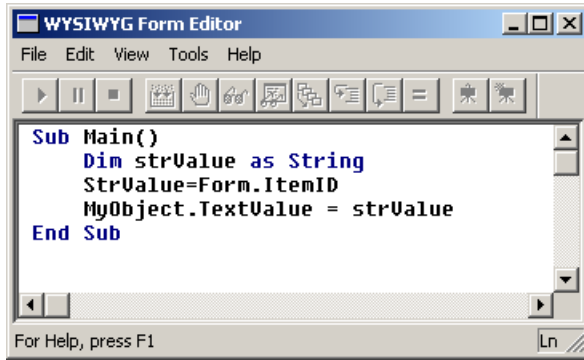 WYSIWYG Form Editor
File Edit View Tools Help
Sub Main()
Dim strValue as String
StrValue=Form.ItemID
MyObject.TextValue = strValue
End Sub
For Help, press F1 Ln